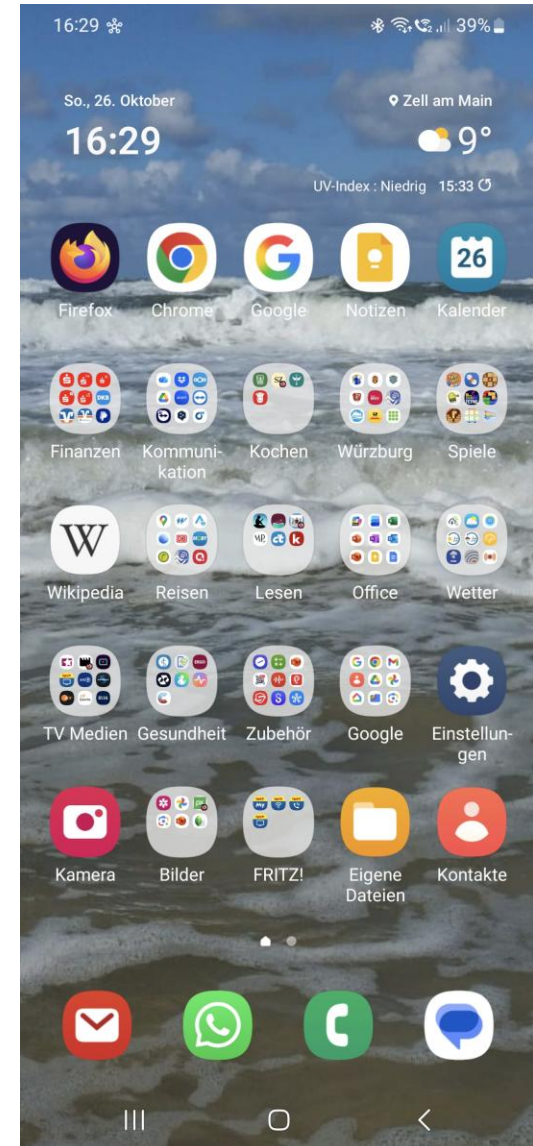 16:29 39%
So., 26. Oktober Zell am Main
16:29 9°
UV-Index : Niedrig 15:33
26
Firefox Chrome Google Notizen Kalender
Finanzen Kommuni-
kation Kochen Würzburg Spiele
W
Wikipedia Reisen Lesen Office Wetter
TV Medien Gesundheit Zubehör Google Einstellun-
gen
Kamera Bilder FRITZ! Eigene
Dateien Kontakte